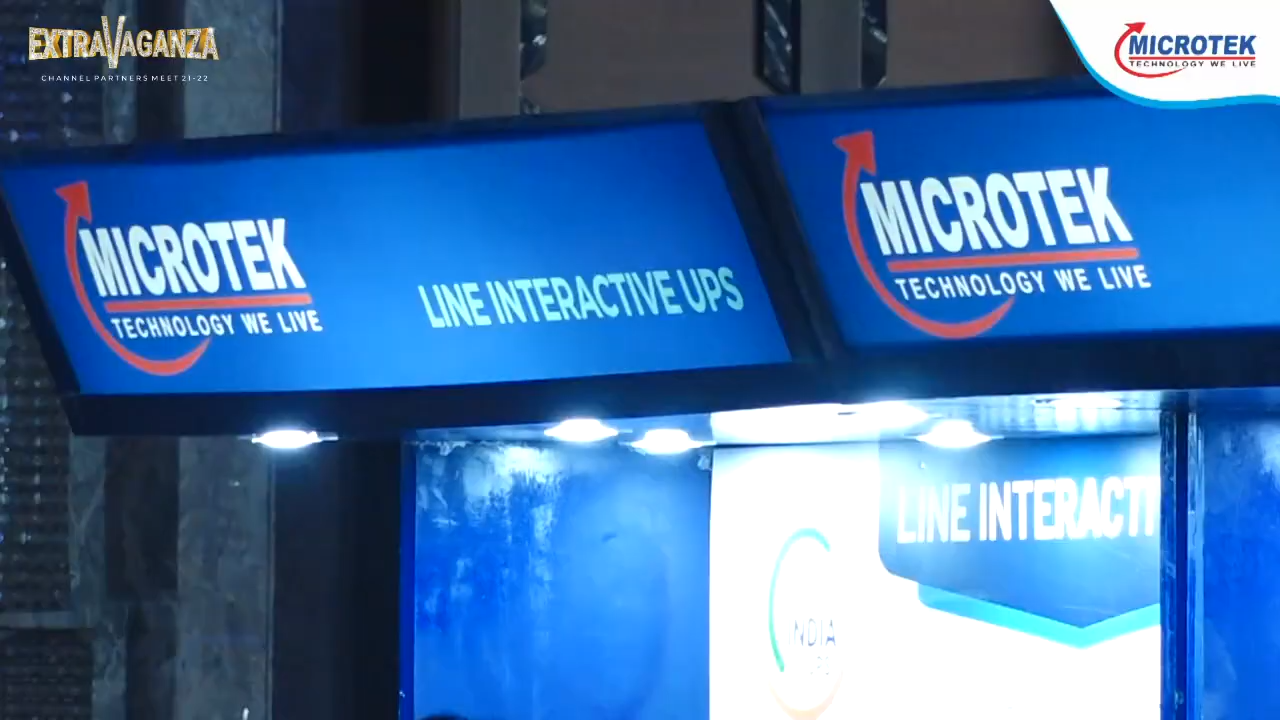 EXTRAVAGANZA
CHANNEL PARTNERS MEET 21-22
MICROTEK
TECHNOLOGY WE LIVE
MICROTEK
TECHNOLOGY WE LIVE
LINE INTERACTIVE UPS
MICROTEK
TECHNOLOGY WE LIVE
LINE INTERACTI
INDIA